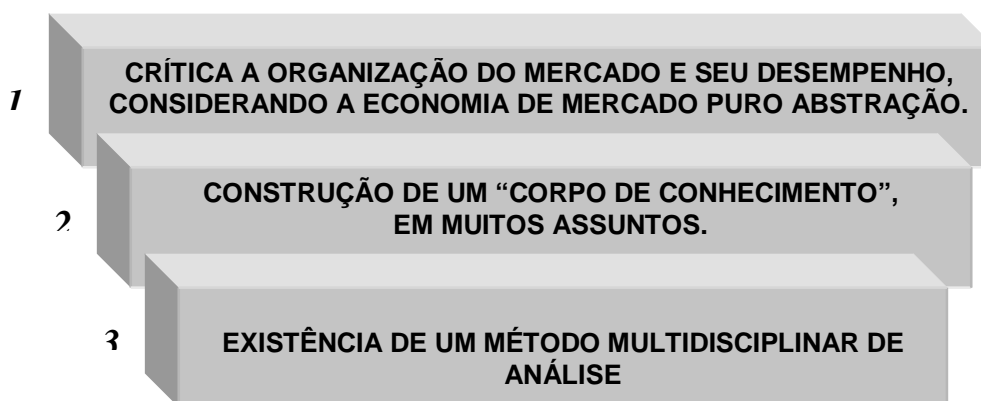 1
CRÍTICA A ORGANIZAÇÃO DO MERCADO E SEU DESEMPENHO,
CONSIDERANDO A ECONOMIA DE MERCADO PURO ABSTRAÇÃO.
2
CONSTRUÇÃO DE UM “CORPO DE CONHECIMENTO”,
EM MUITOS ASSUNTOS.
3
EXISTÊNCIA DE UM MÉTODO MULTIDISCIPLINAR DE
ANÁLISE